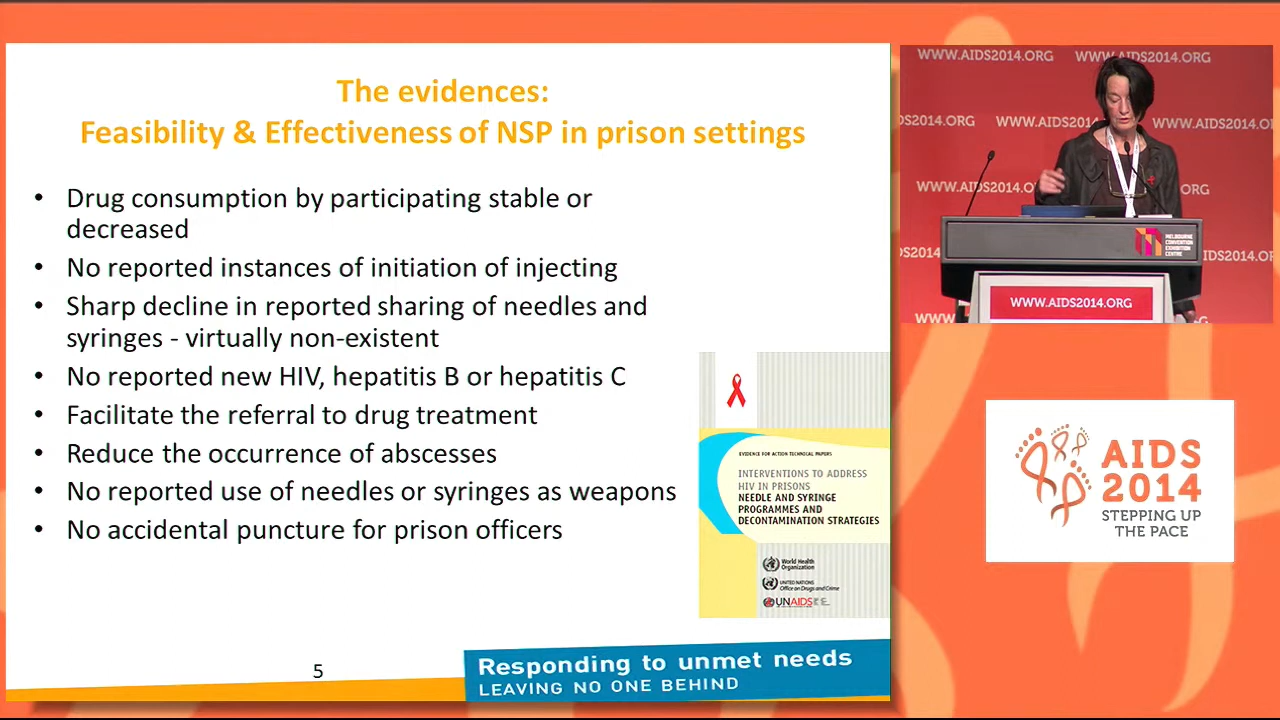 The evidences:
Feasibility & Effectiveness of NSP in prison settings
• Drug consumption by participating stable or
decreased
• No reported instances of initiation of injecting
• Sharp decline in reported sharing of needles and
syringes - virtually non-existent
• No reported new HIV, hepatitis B or hepatitis C
• Facilitate the referral to drug treatment
• Reduce the occurrence of abscesses
• No reported use of needles or syringes as weapons
• No accidental puncture for prison officers
EVIDENCE FOR ACTION TECHNICAL PAPERS
INTERVENTIONS TO ADDRESS
HIV IN PRISONS
NEEDLE AND SYRINGE
PROGRAMMES AND
DECONTAMINATION STRATEGIES
World Health
Organization
UNITED NATIONS
Office on Drugs and Crime
UNAIDS
5
Responding to unmet needs
LEAVING NO ONE BEHIND
WWW.AIDS2014.ORG WWW.AIDS2014.ORG
DS2014.ORG WWW.AIDS20 WWW.AIDS2014.OR
WWW.AIDS2014 ORG
DS201 IDS2014.O
WWW
MELBOURNE
CONVENTION
EXHIBITION
CENTRE
WWW.AIDS2014.ORG
AIDS
2014
STEPPING UP
THE PACE